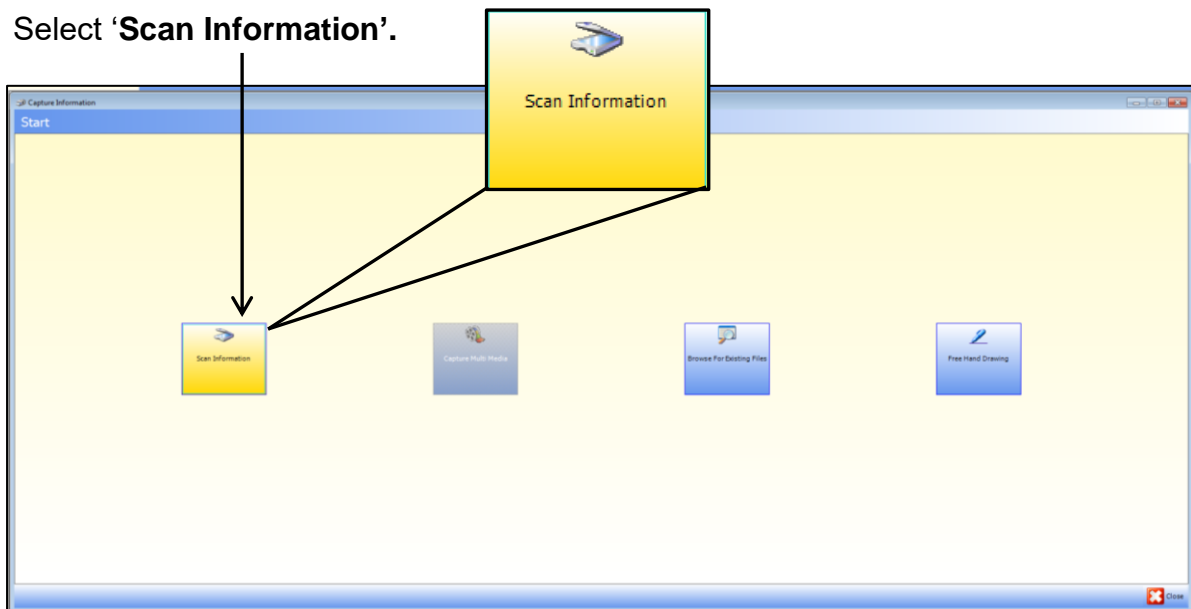 Select ‘Scan Information’.
Scan Information
Capture Information
Start
Scan Information
Capture Multi Media
Browse For Existing Files
Free Hand Drawing
Close